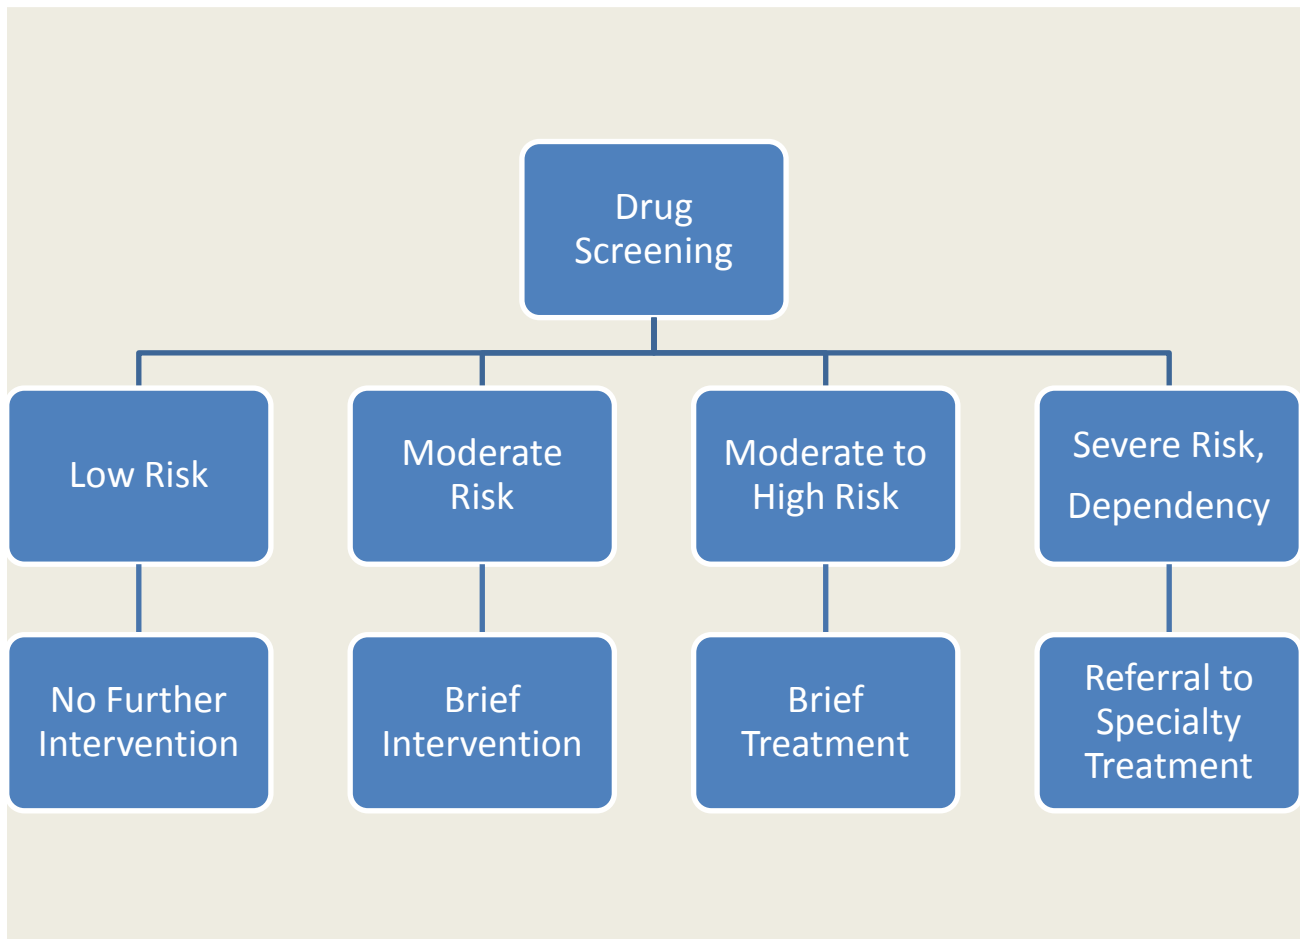 Drug
Screening
Low Risk
Moderate
Risk
Moderate to
High Risk
Severe Risk,
Dependency
No Further
Intervention
Brief
Intervention
Brief
Treatment
Referral to
Specialty
Treatment